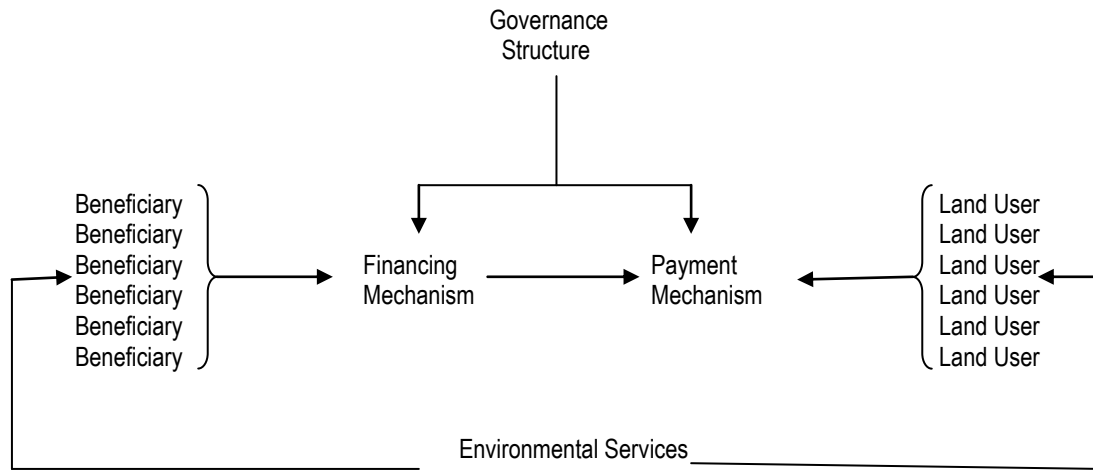 Governance
Structure
Beneficiary
Beneficiary
Beneficiary
Beneficiary
Beneficiary
Beneficiary
Financing
Mechanism
Payment
Mechanism
Land User
Land User
Land User
Land User
Land User
Land User
Environmental Services